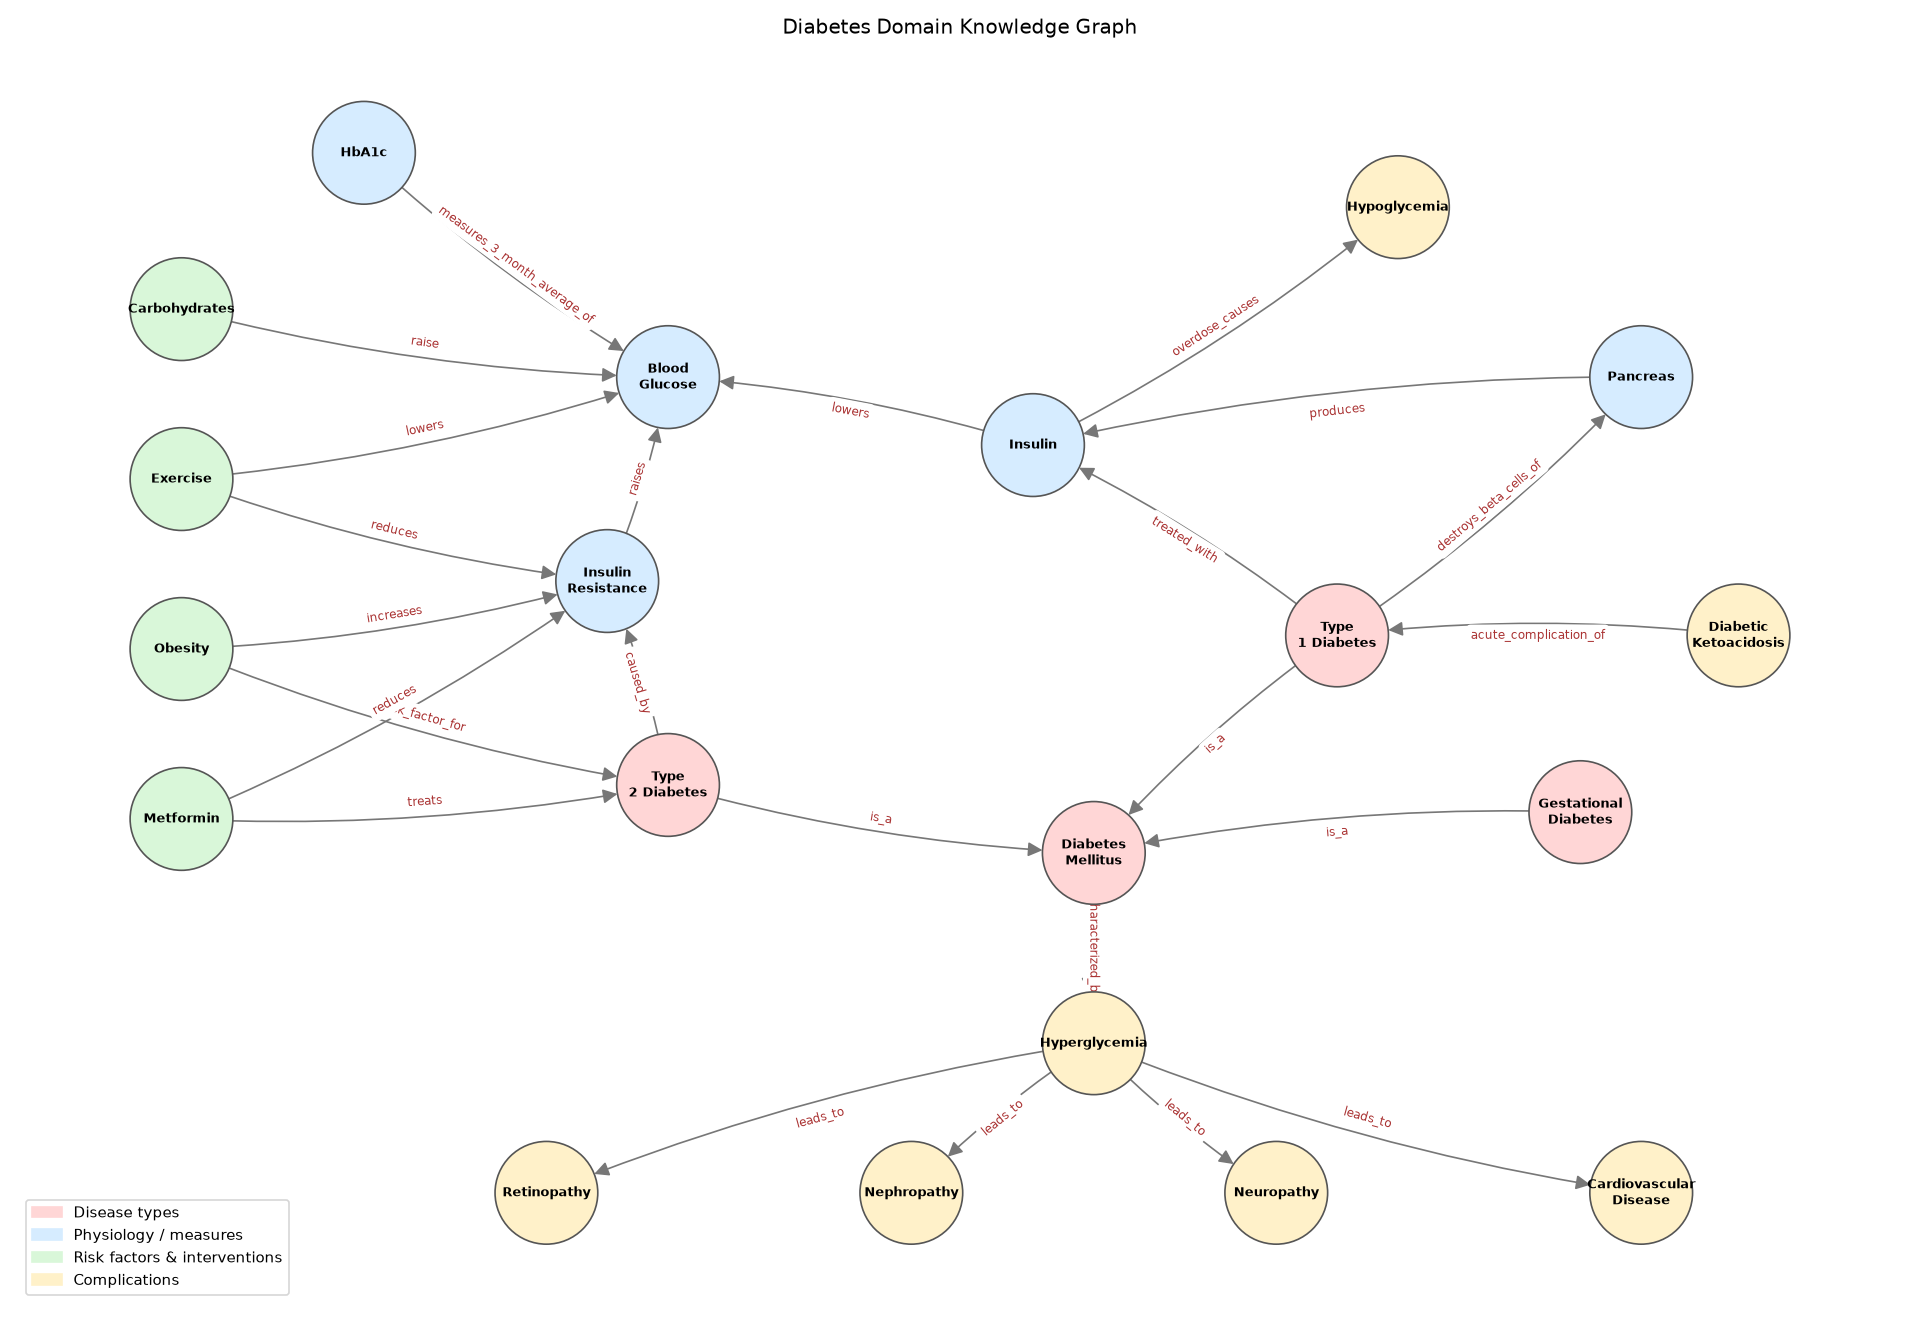 Diabetes Domain Knowledge Graph
HbA1c
measures_3_month_average_of
Hypoglycemia
Carbohydrates
raise
overdose_causes
Blood
Glucose
Pancreas
lowers
produces
lowers
Insulin
Exercise
raises
destroys_beta_cells_of
reduces
treated_with
Insulin
Resistance
increases
Obesity
Type
1 Diabetes
acute_complication_of
Diabetic
Ketoacidosis
caused_by
reduces
_factor_for
is_a
Type
2 Diabetes
treats
Metformin
is_a
Gestational
Diabetes
is_a
Diabetes
Mellitus
haracterized_b
Hyperglycemia
leads_to
leads_to
leads_to
leads_to
Retinopathy
Nephropathy
Neuropathy
Cardiovascular
Disease
Disease types
Physiology / measures
Risk factors & interventions
Complications